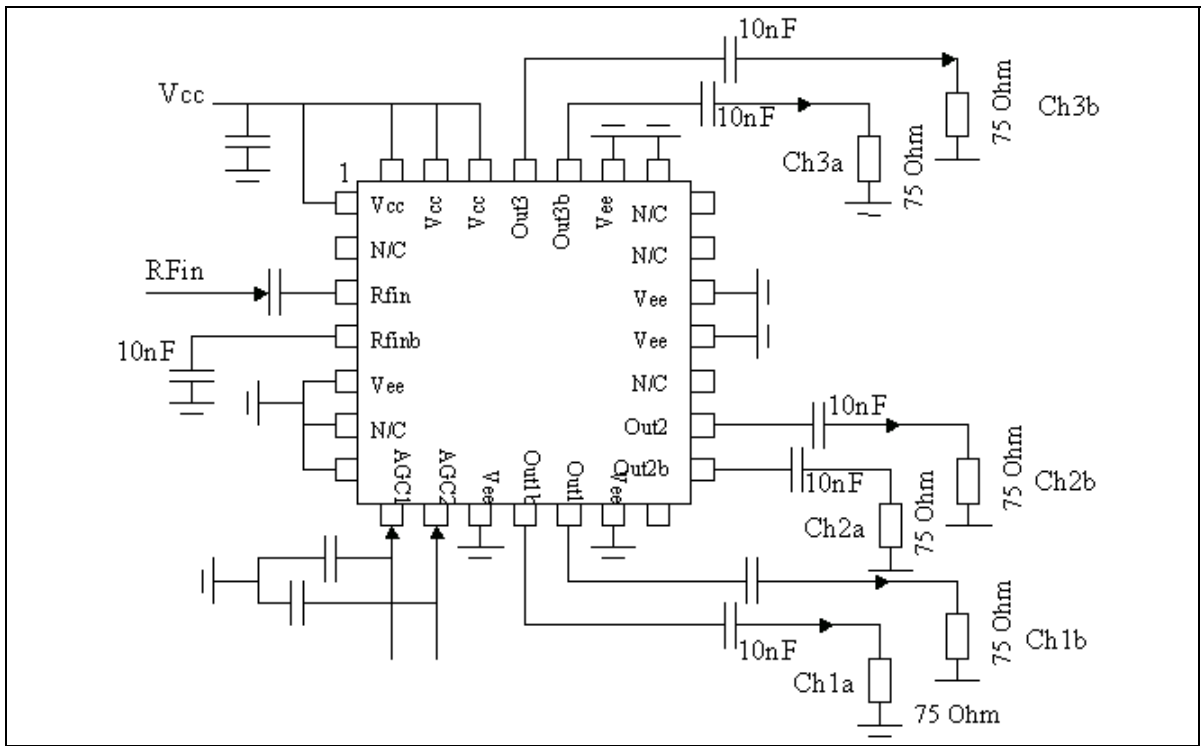 10nF
Vcc
10nF
75 Ohm
Ch3b
Ch3a
75 Ohm
1
Vcc
Vcc
Vcc
Out3
Out3b
Vee
N/C
N/C
N/C
RFin
Rfin
Vee
Rfinb
Vee
10nF
Vee
N/C
N/C
Out2
10nF
AGC1
AGC2
Vee
Out1b
Out1
Vee
Out2b
10nF
75 Ohm
Ch2b
Ch2a
75 Ohm
10nF
75 Ohm
Ch1b
Ch1a
75 Ohm